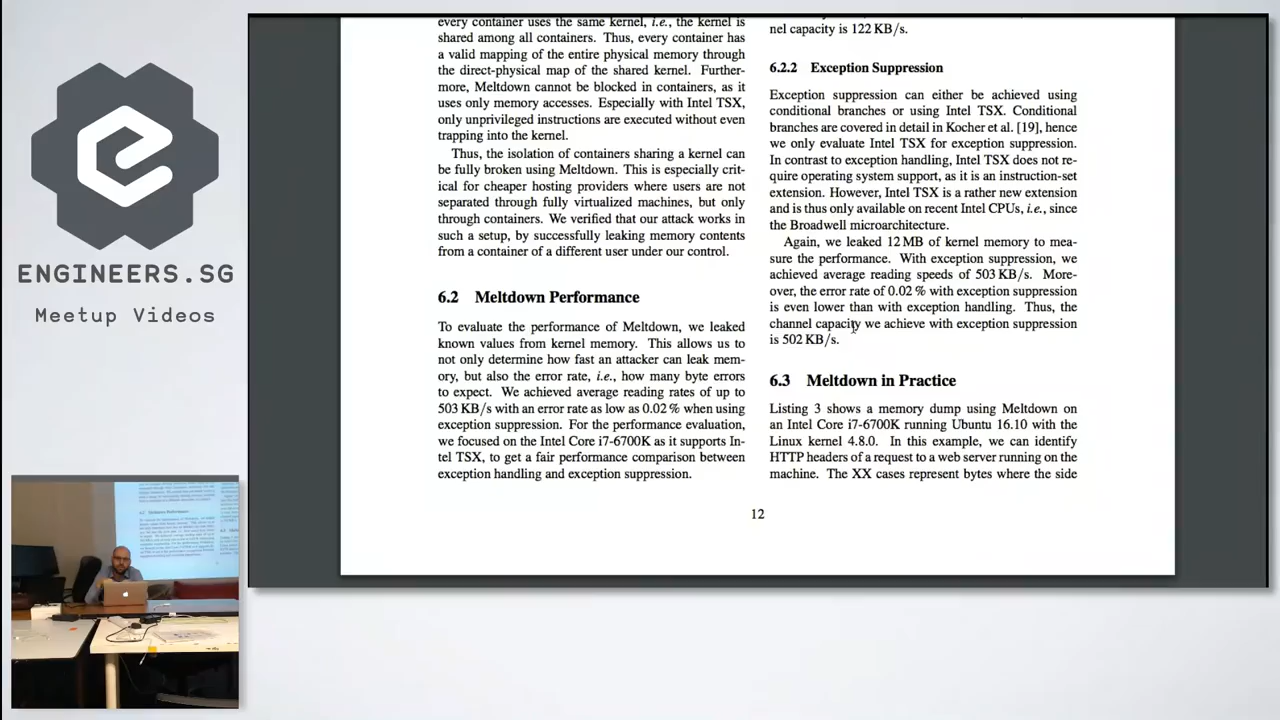 ENGINEERS.SG
Meetup Videos
every container uses the same kernel, i.e., the kernel is
shared among all containers. Thus, every container has
a valid mapping of the entire physical memory through
the direct-physical map of the shared kernel. Further-
more, Meltdown cannot be blocked in containers, as it
uses only memory accesses. Especially with Intel TSX,
only unprivileged instructions are executed without even
trapping into the kernel.
Thus, the isolation of containers sharing a kernel can
be fully broken using Meltdown. This is especially crit-
ical for cheaper hosting providers where users are not
separated through fully virtualized machines, but only
through containers. We verified that our attack works in
such a setup, by successfully leaking memory contents
from a container of a different user under our control.
6.2 Meltdown Performance
To evaluate the performance of Meltdown, we leaked
known values from kernel memory. This allows us to
not only determine how fast an attacker can leak mem-
ory, but also the error rate, i.e., how many byte errors
to expect. We achieved average reading rates of up to
503 KB/s with an error rate as low as 0.02 % when using
exception suppression. For the performance evaluation,
we focused on the Intel Core i7-6700K as it supports In-
tel TSX, to get a fair performance comparison between
exception handling and exception suppression.
nel capacity is 122 KB/s.
6.2.2 Exception Suppression
Exception suppression can either be achieved using
conditional branches or using Intel TSX. Conditional
branches are covered in detail in Kocher et al. [19], hence
we only evaluate Intel TSX for exception suppression.
In contrast to exception handling, Intel TSX does not re-
quire operating system support, as it is an instruction-set
extension. However, Intel TSX is a rather new extension
and is thus only available on recent Intel CPUs, i.e., since
the Broadwell microarchitecture.
Again, we leaked 12 MB of kernel memory to mea-
sure the performance. With exception suppression, we
achieved average reading speeds of 503 KB/s. More-
over, the error rate of 0.02 % with exception suppression
is even lower than with exception handling. Thus, the
channel capacity we achieve with exception suppression
is 502 KB/s.
6.3 Meltdown in Practice
Listing 3 shows a memory dump using Meltdown on
an Intel Core i7-6700K running Ubuntu 16.10 with the
Linux kernel 4.8.0. In this example, we can identify
HTTP headers of a request to a web server running on the
machine. The XX cases represent bytes where the side
12